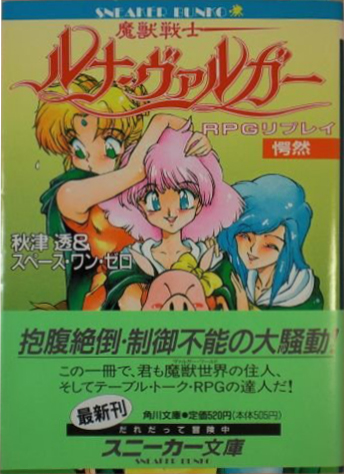 SNEAKER BUNKO
魔獣戦士
ルナ・ヴァルガー
RPGリプレイ
愕然
秋津 透&
スペース・ワン・ゼロ
抱腹絶倒・制御不能の大騒動!
この一冊で、君も魔獣世界の住人、
そしてテーブル・トーク・RPGの達人だ!
最新刊
角川文庫●定価520円(本体505円)
だれだって冒険中
スニーカー文庫
SNEAKER BUNKO